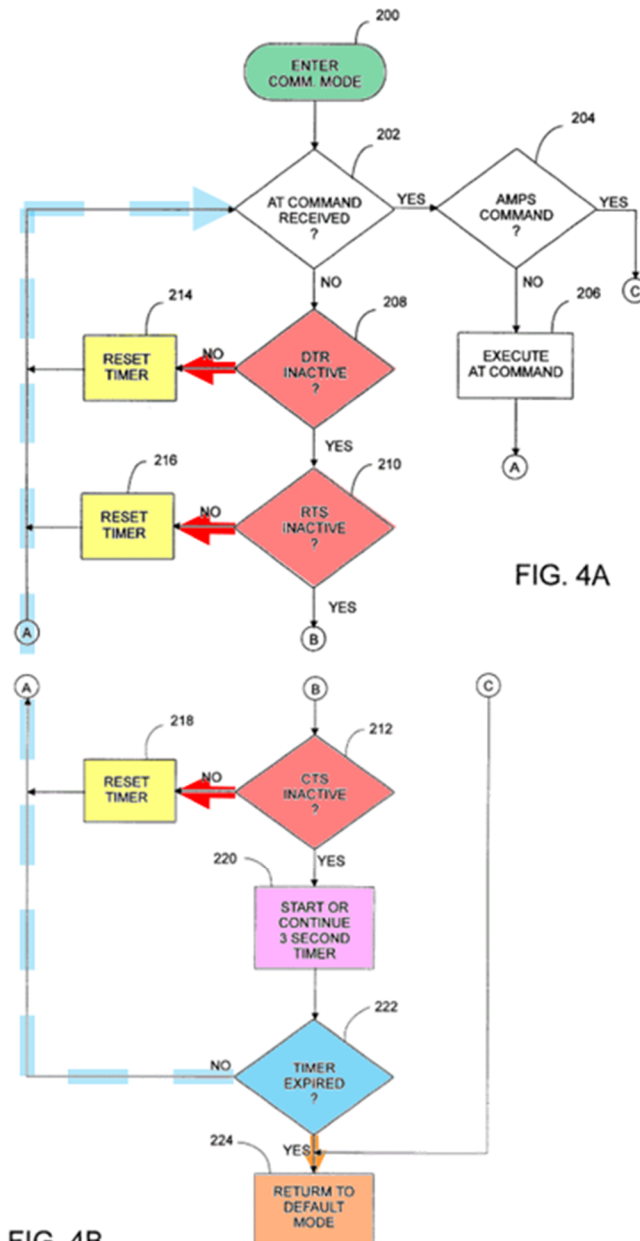 200
ENTER
COMM. MODE
202
204
AT COMMAND
RECEIVED
?
YES
AMPS
COMMAND
?
YES
C
NO
NO
214
208
206
RESET
TIMER
NO
DTR
INACTIVE
?
EXECUTE
AT COMMAND
YES
A
216
210
RESET
TIMER
NO
RTS
INACTIVE
?
FIG. 4A
YES
A
B
A
B
C
218
212
RESET
TIMER
NO
CTS
INACTIVE
?
YES
220
START OR
CONTINUE
3 SECOND
TIMER
222
NO
TIMER
EXPIRED
?
224
YES
RETURM TO
DEFAULT
MODE
FIG. 4B